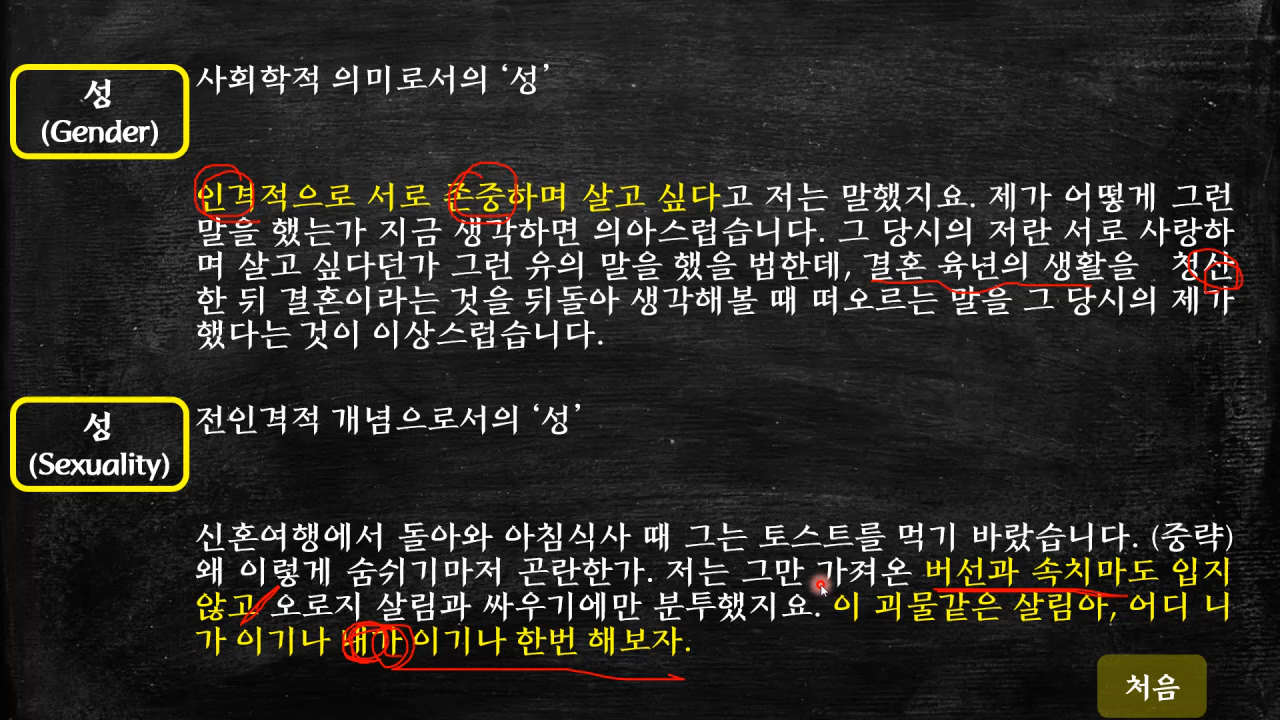 성
(Gender)
사회학적 의미로서의 ‘성’
인격적으로 서로 존중하며 살고 싶다고 저는 말했지요. 제가 어떻게 그런
말을 했는가 지금 생각하면 의아스럽습니다. 그 당시의 저란 서로 사랑하
며 살고 싶다던가 그런 유의 말을 했을 법한데, 결혼 육년의 생활을 청산
한 뒤 결혼이라는 것을 뒤돌아 생각해볼 때 떠오르는 말을 그 당시의 제가
했다는 것이 이상스럽습니다.
성
(Sexuality)
전인격적 개념으로서의 ‘성’
신혼여행에서 돌아와 아침식사 때 그는 토스트를 먹기 바랐습니다. (중략)
왜 이렇게 숨쉬기마저 곤란한가. 저는 그만 가져온 버선과 속치마도 입지
않고 오로지 살림과 싸우기에만 분투했지요. 이 괴물같은 살림아, 어디 니
가 이기나 내가 이기나 한번 해보자.
처음